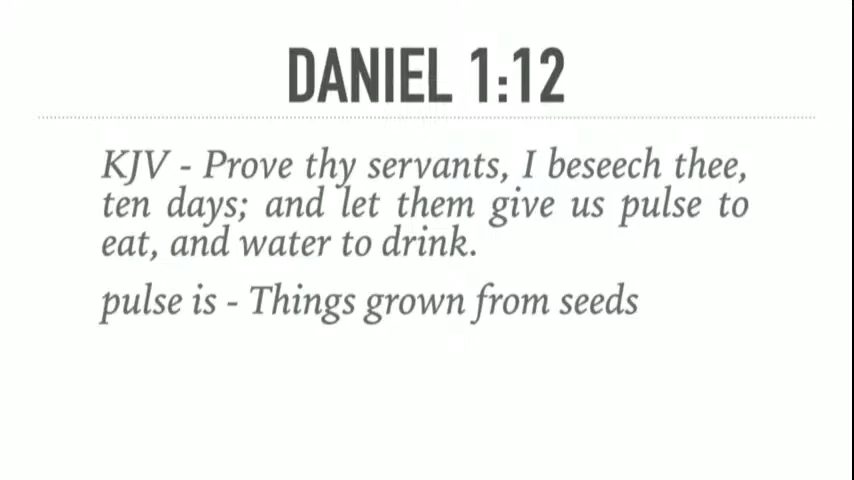 DANIEL 1:12
KJV - Prove thy servants, I beseech thee,
ten days; and let them give us pulse to
eat, and water to drink.
pulse is - Things grown from seeds